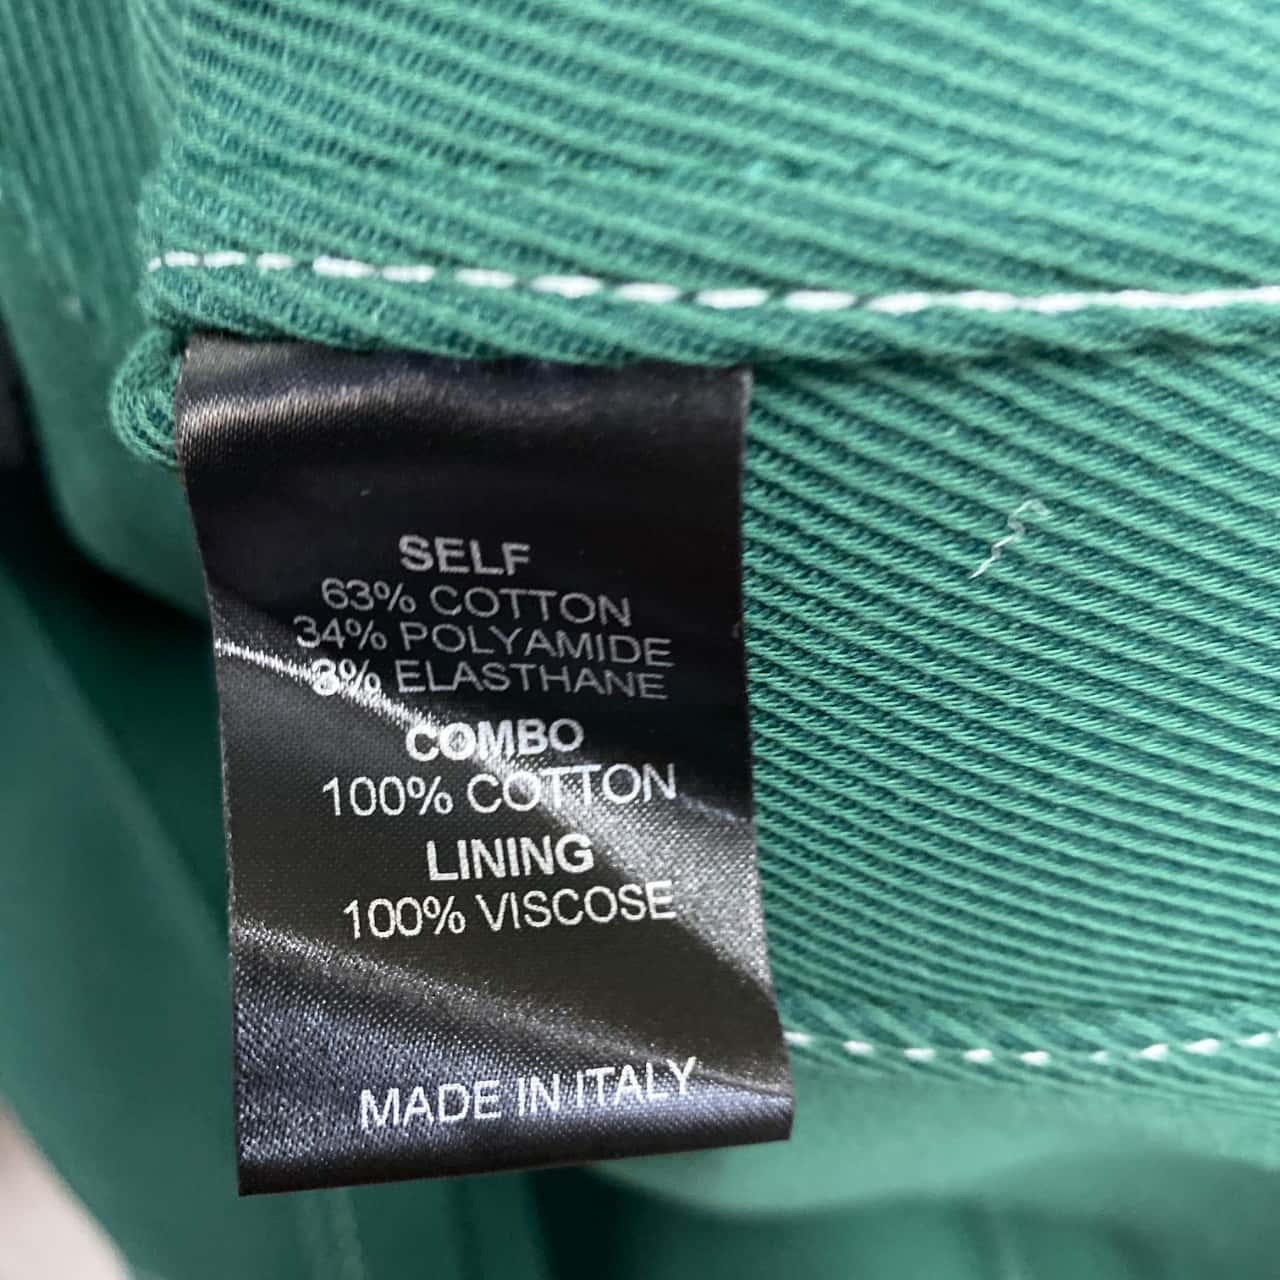 SELF
63% COTTON
34% POLYAMIDE
3% ELASTHANE
COMBO
100% COTTON
LINING
100% VISCOSE
MADE IN ITALY